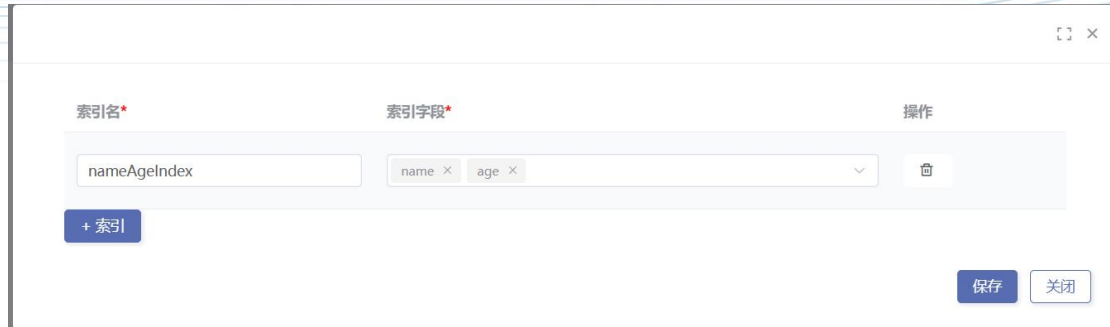 索引名* 索引字段* 操作
nameAgeIndex name × age ×
+ 索引
保存 关闭